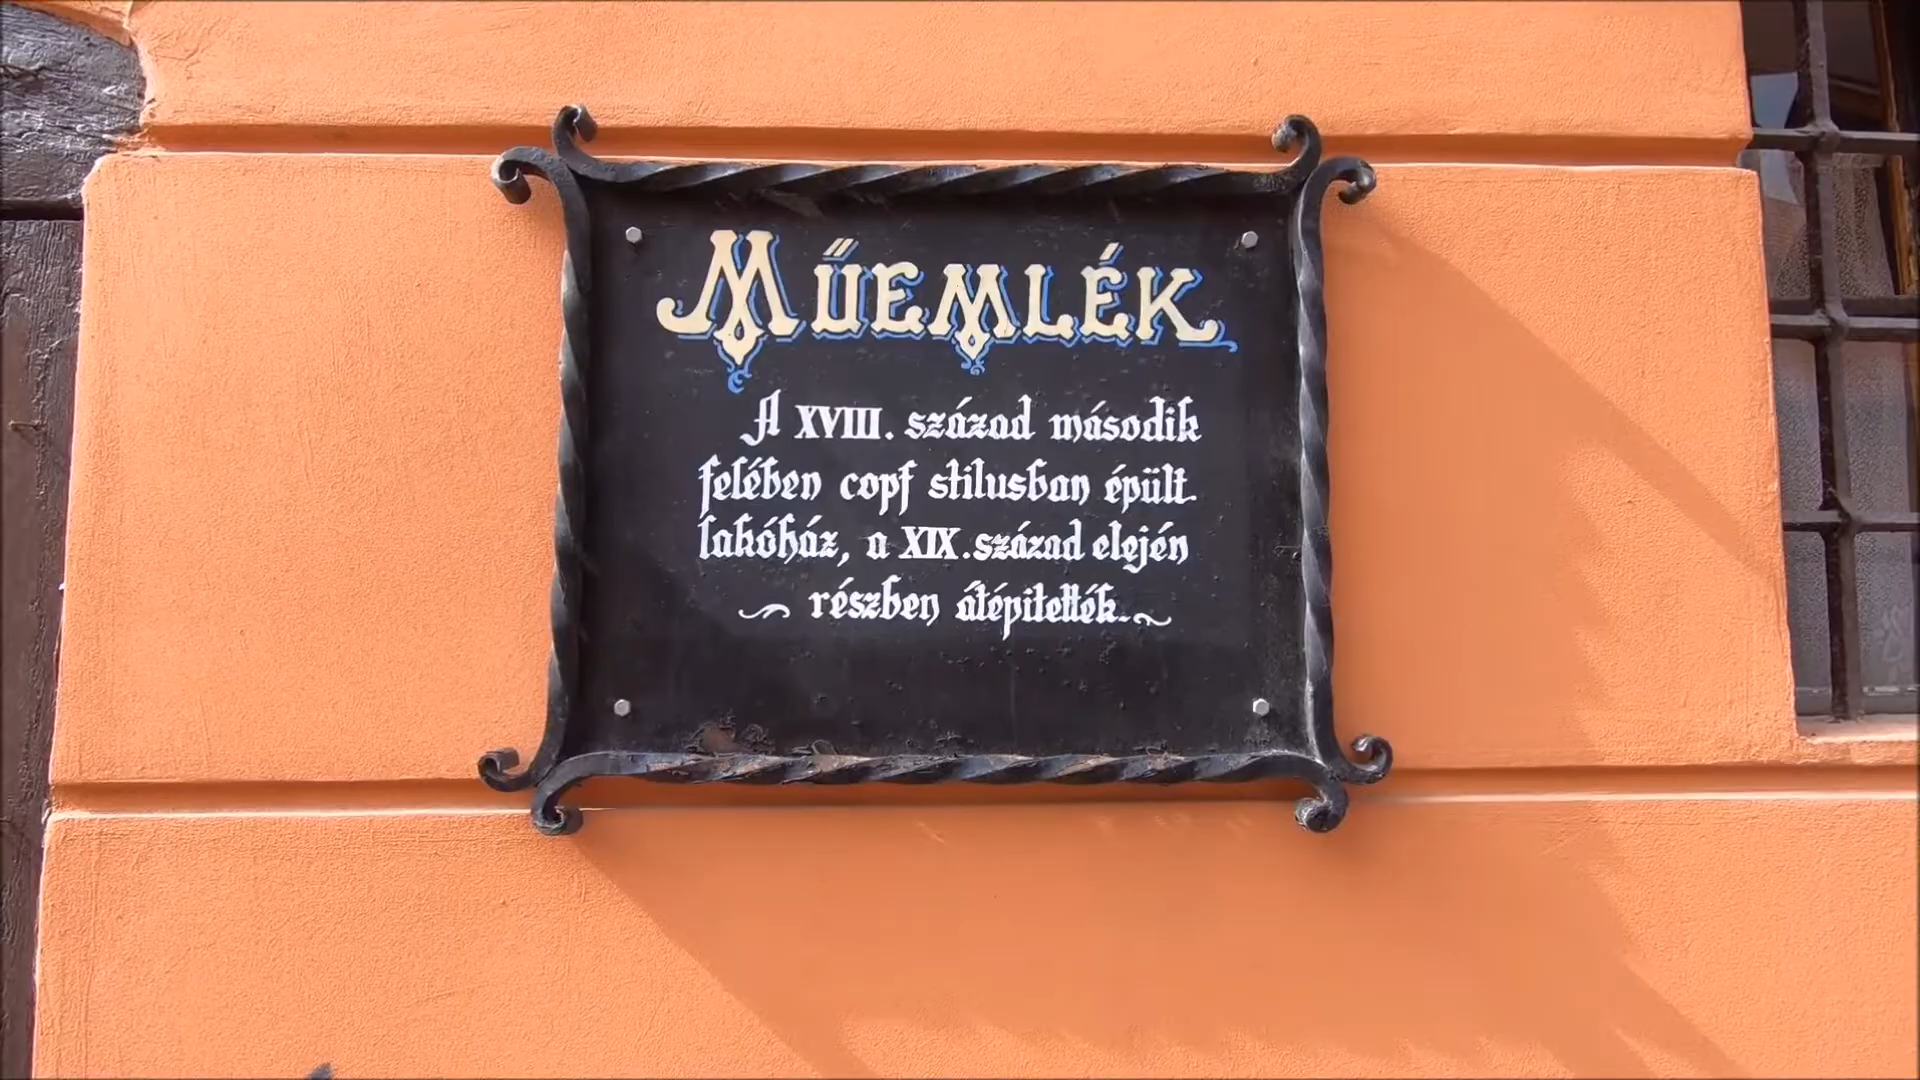 MŰEMLÉK
A XVIII. század második
felében copf stilusban épült
lakóház, a XIX. század elején
részben átépitették.